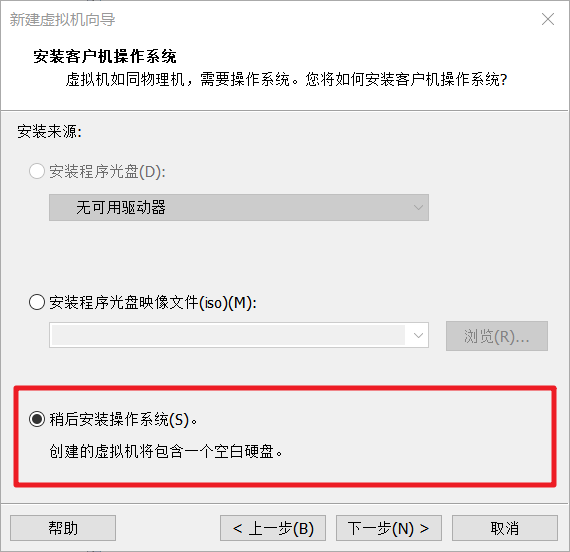 新建虚拟机向导
安装客户机操作系统
虚拟机如同物理机，需要操作系统。您将如何安装客户机操作系统?
安装来源:
安装程序光盘(D):
无可用驱动器
安装程序光盘映像文件(iso)(M):
浏览(R)...
稍后安装操作系统(S)。
创建的虚拟机将包含一个空白硬盘。
帮助
< 上一步(B)
下一步(N) >
取消